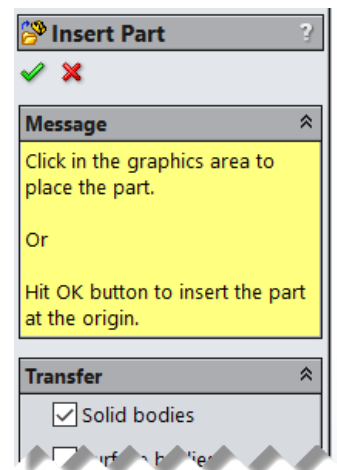 Insert Part ?
Message
Click in the graphics area to
place the part.
Or
Hit OK button to insert the part
at the origin.
Transfer
Solid bodies